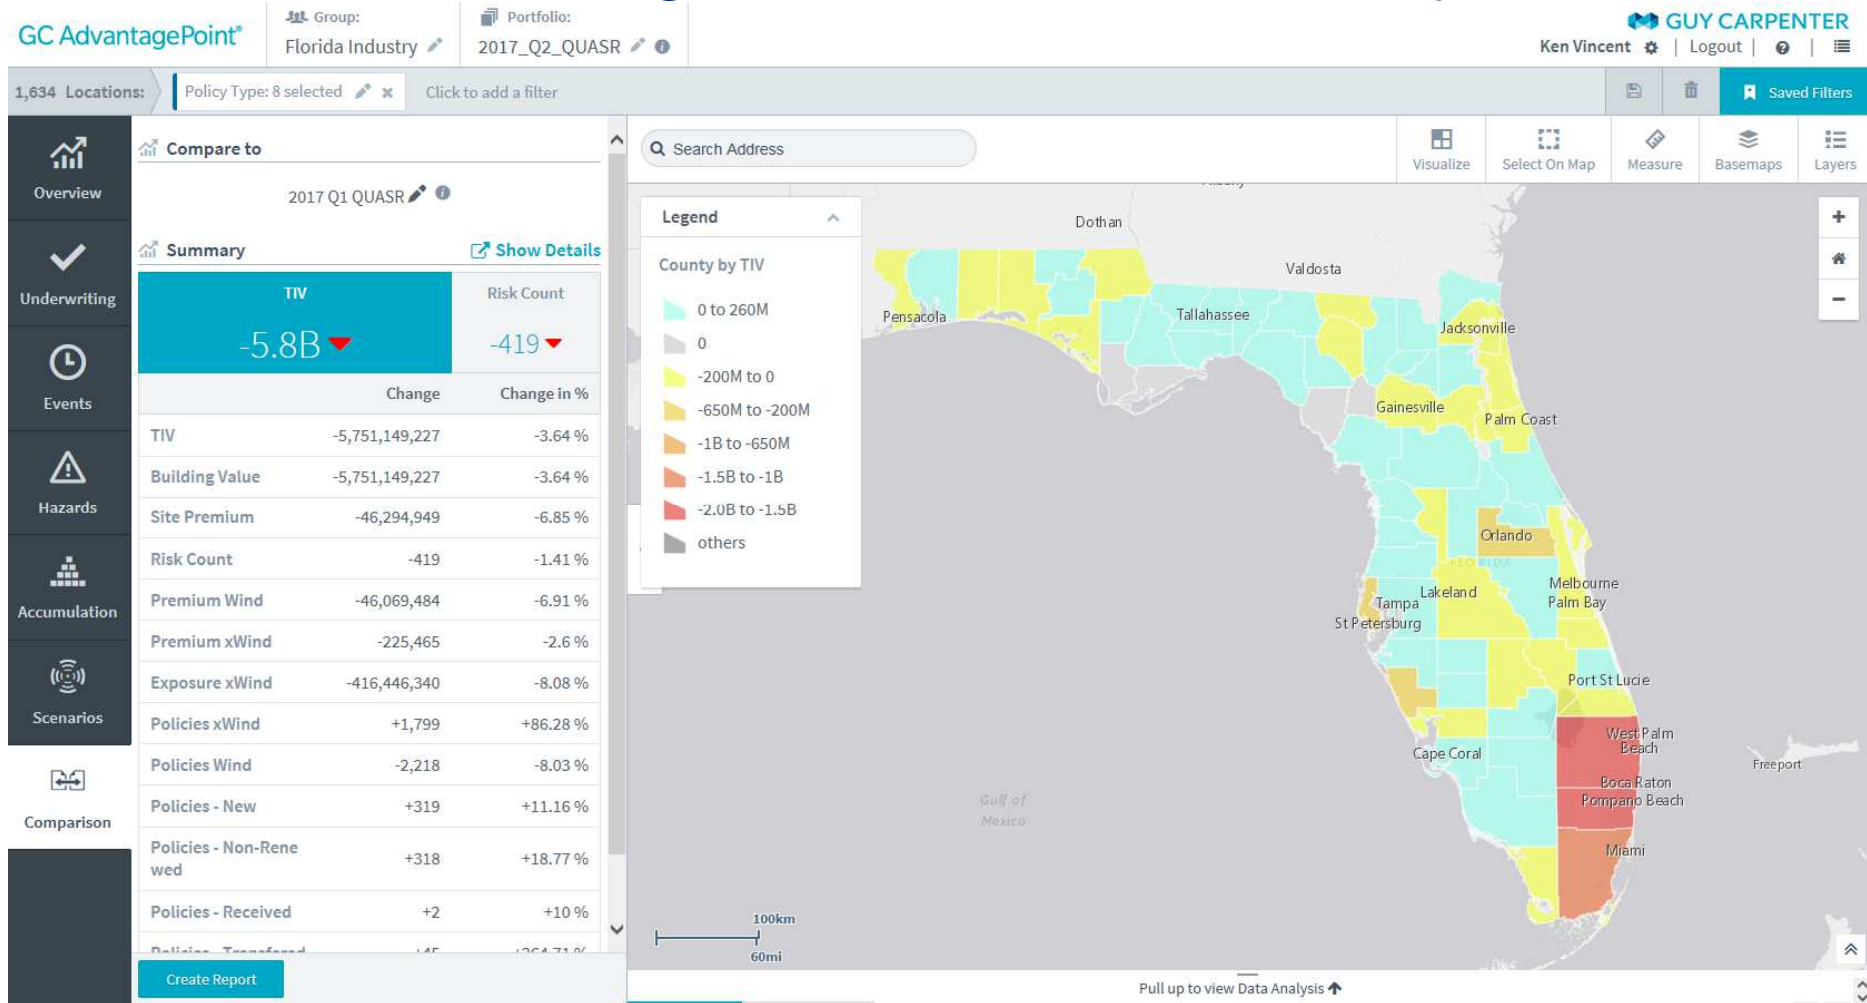 GC AdvantagePoint®
Group:
Florida Industry
Portfolio:
2017_Q2_QUASR
GUY CARPENTER
Ken Vincent | Logout | |
1,634 Locations:
Policy Type: 8 selected
Click to add a filter
Saved Filters
Overview
Underwriting
Events
Hazards
Accumulation
Scenarios
Comparison
Compare to
2017 Q1 QUASR
Summary
Show Details
TIV
-5.8B
Risk Count
-419
Change Change in %
TIV -5,751,149,227 -3.64 %
Building Value -5,751,149,227 -3.64 %
Site Premium -46,294,949 -6.85 %
Risk Count -419 -1.41 %
Premium Wind -46,069,484 -6.91 %
Premium xWind -225,465 -2.6 %
Exposure xWind -416,446,340 -8.08 %
Policies xWind +1,799 +86.28 %
Policies Wind -2,218 -8.03 %
Policies - New +319 +11.16 %
Policies - Non-Rene
wed +318 +18.77 %
Policies - Received +2 +10 %
Create Report
Search Address
Visualize
Select On Map
Measure
Basemaps
Layers
Legend
County by TIV
0 to 260M
0
-200M to 0
-650M to -200M
-1B to -650M
-1.5B to -1B
-2.0B to -1.5B
others
Dothan
Valdosta
Pensacola
Tallahassee
Jacksonville
Gainesville
Palm Coast
Orlando
FLORIDA
Melbourne
Palm Bay
Lakeland
Tampa
St Petersburg
Port St Lucie
West Palm
Beach
Cape Coral
Freeport
Boca Raton
Pompano Beach
Miami
Gulf of
Mexico
100km
60mi
Pull up to view Data Analysis
+
−